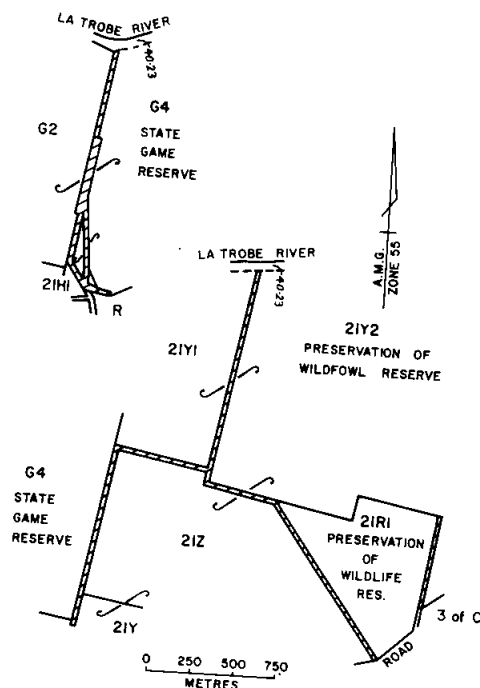 LA TROBE RIVER
40·23
G4
G2
STATE
GAME
RESERVE
A.M.G.
ZONE 55
LA TROBE RIVER
40·23
21H1
R
21Y1
21Y2
PRESERVATION OF
WILDFOWL RESERVE
G4
STATE
GAME
RESERVE
21Z
21R1
PRESERVATION
OF
WILDLIFE
RES.
3 of C
21Y
ROAD
0 250 500 750
METRES